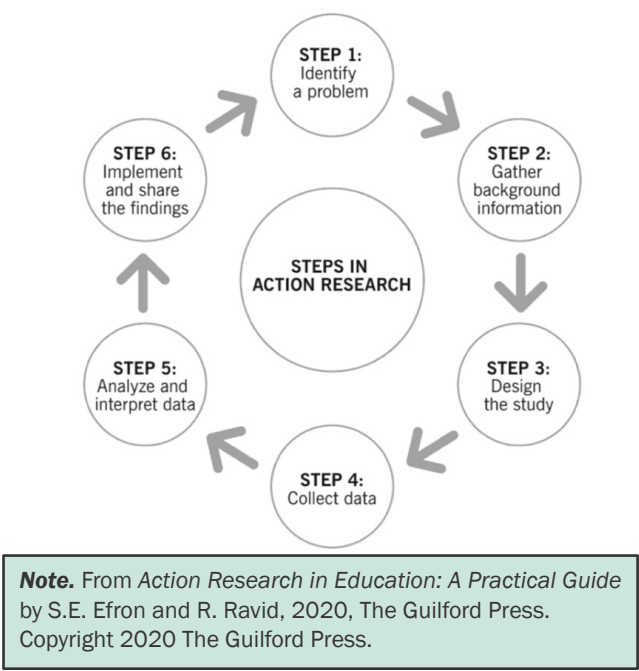 STEP 1:
Identify
a problem
STEP 2:
Gather
background
information
STEP 3:
Design
the study
STEP 4:
Collect data
STEP 5:
Analyze and
interpret data
STEP 6:
Implement
and share
the findings
STEPS IN
ACTION RESEARCH
Note. From Action Research in Education: A Practical Guide
by S.E. Efron and R. Ravid, 2020, The Guilford Press.
Copyright 2020 The Guilford Press.